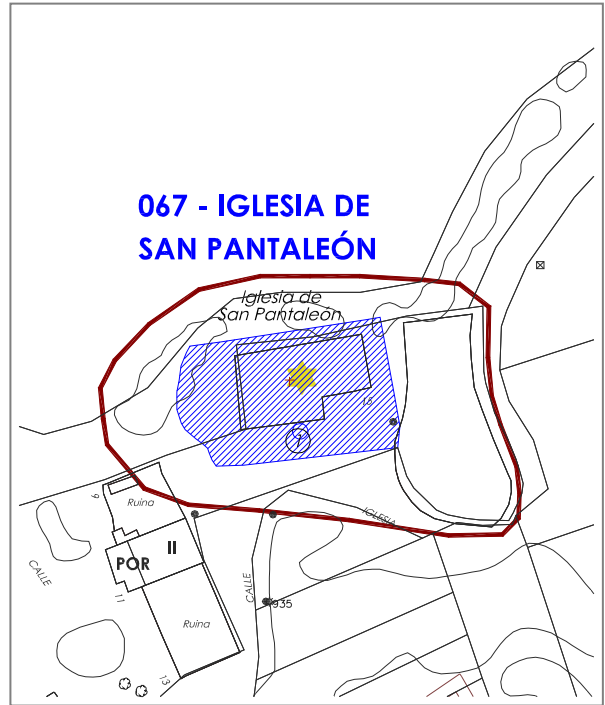 067 - IGLESIA DE
SAN PANTALEÓN
Iglesia de
San Pantaleón
15
9
Ruina
IGLESIA
POR
II
CALLE
11
CALLE
935
Ruina
13